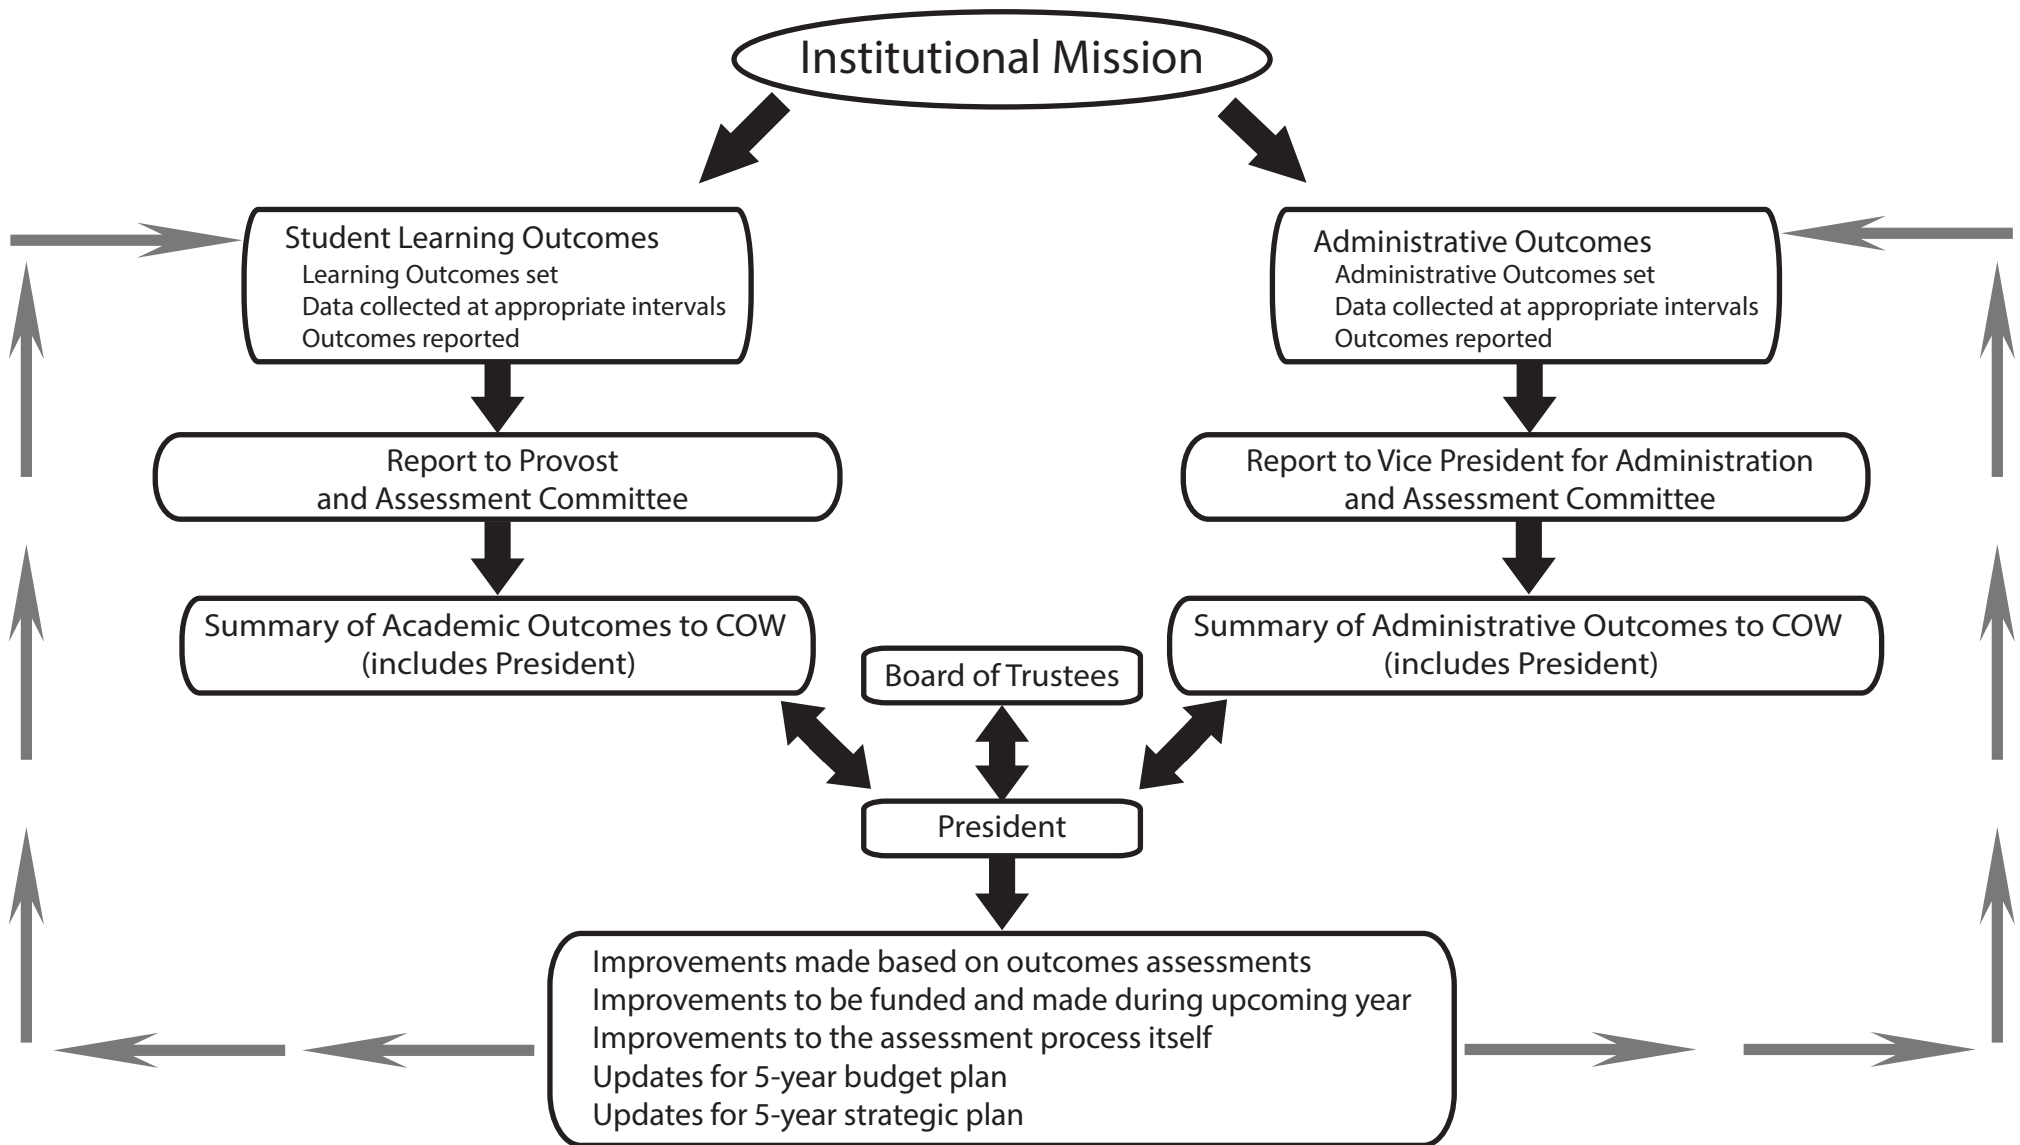 Institutional Mission
Student Learning Outcomes
Learning Outcomes set
Data collected at appropriate intervals
Outcomes reported
Administrative Outcomes
Administrative Outcomes set
Data collected at appropriate intervals
Outcomes reported
Report to Provost
and Assessment Committee
Report to Vice President for Administration
and Assessment Committee
Summary of Academic Outcomes to COW
(includes President)
Summary of Administrative Outcomes to COW
(includes President)
Board of Trustees
President
Improvements made based on outcomes assessments
Improvements to be funded and made during upcoming year
Improvements to the assessment process itself
Updates for 5-year budget plan
Updates for 5-year strategic plan